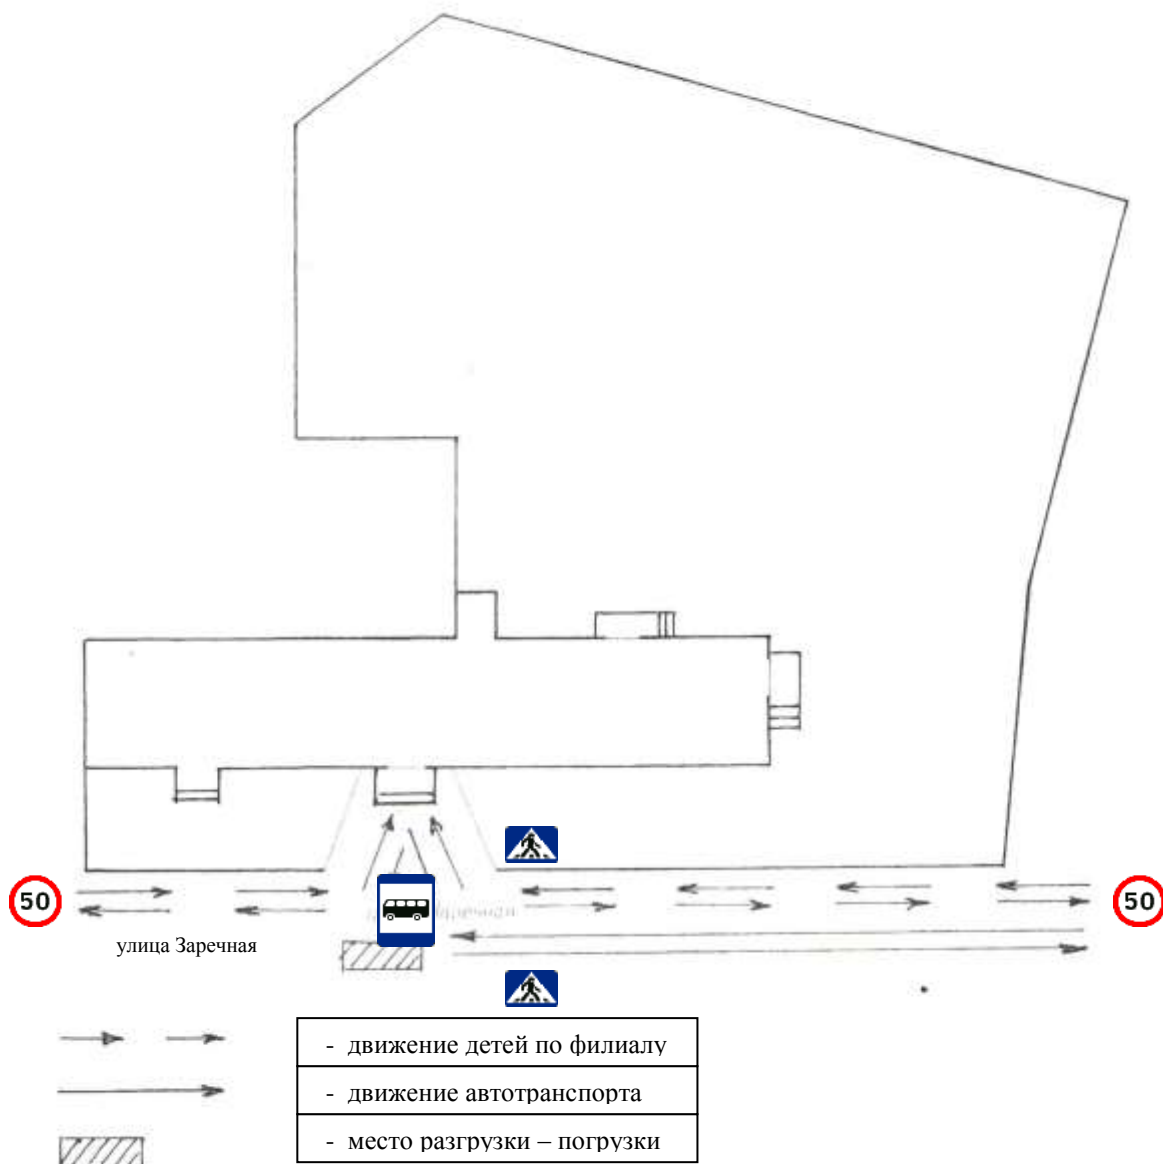 50
50
улица Заречная
- движение детей по филиалу
- движение автотранспорта
- место разгрузки – погрузки